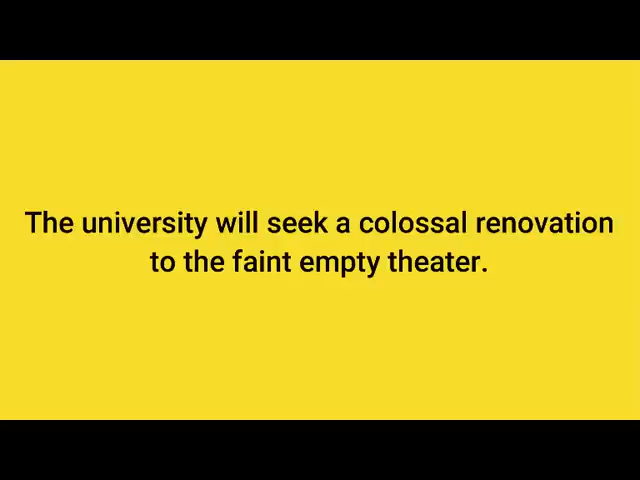 The university will seek a colossal renovation
to the faint empty theater.